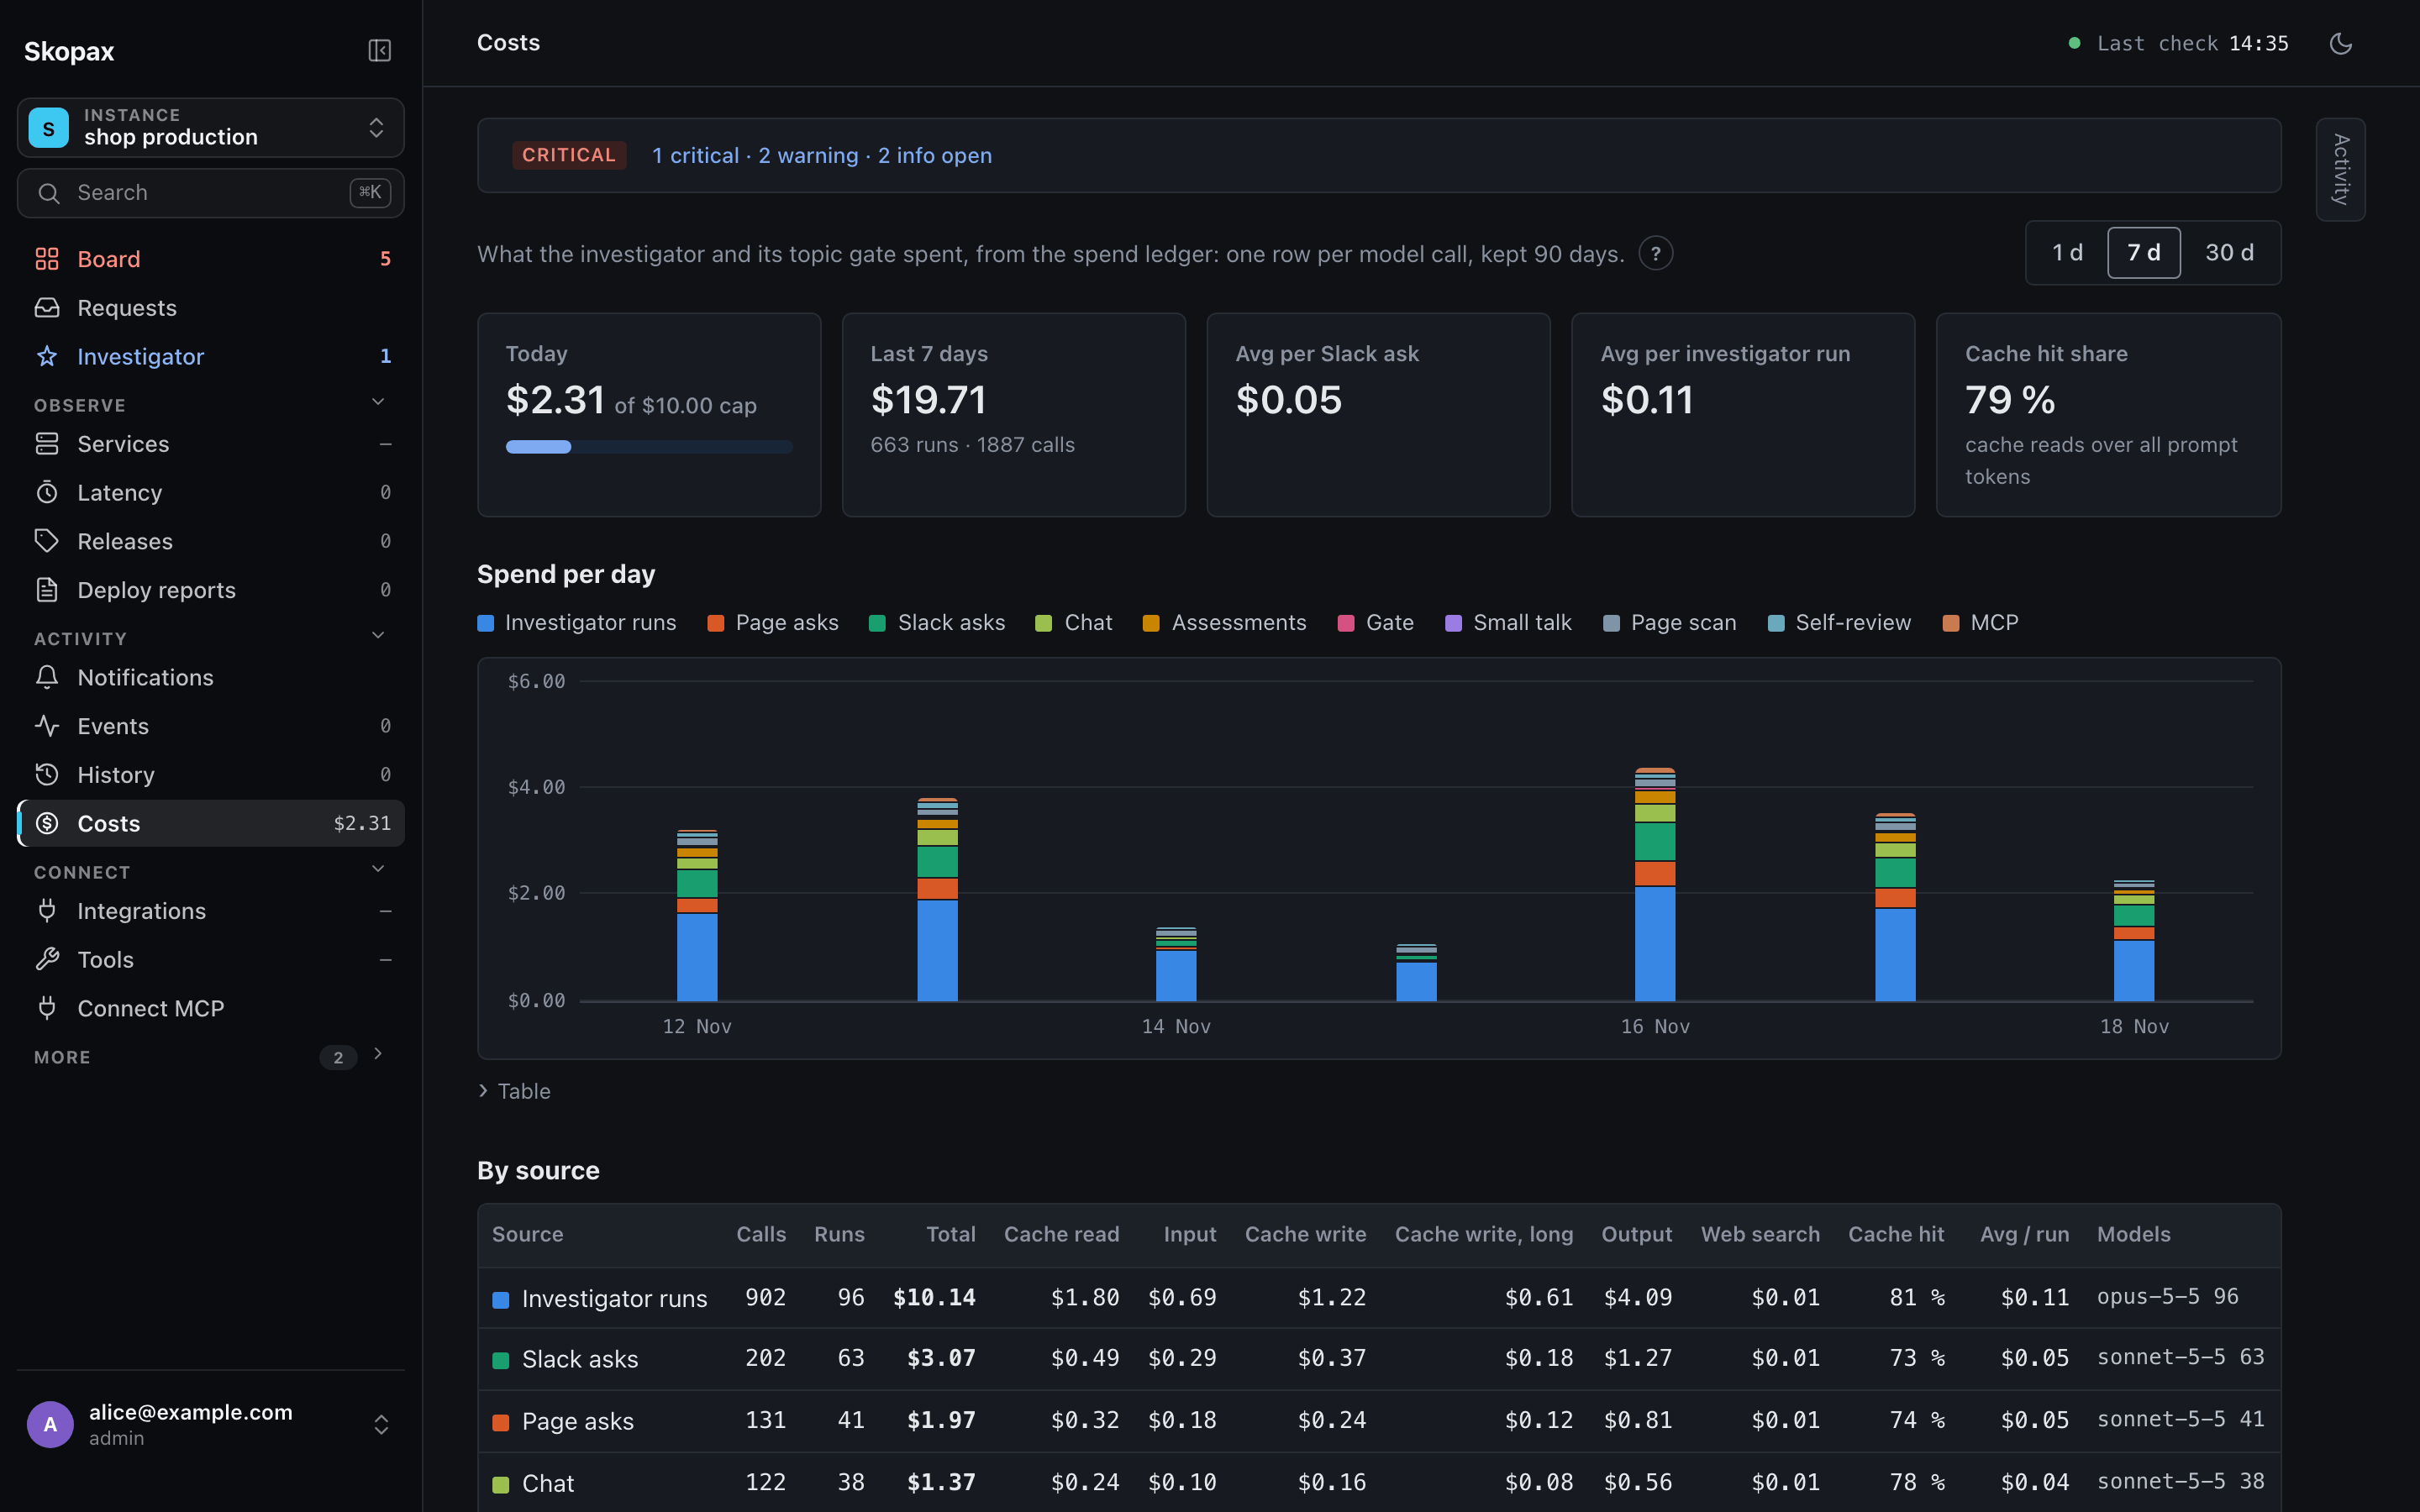 Skopax
S
INSTANCE
shop production
Search ⌘K
Board 5
Requests
Investigator 1
OBSERVE
Services –
Latency 0
Releases 0
Deploy reports 0
ACTIVITY
Notifications
Events 0
History 0
Costs $2.31
CONNECT
Integrations –
Tools –
Connect MCP
MORE 2
A
alice@example.com
admin
Costs
Last check 14:35
Activity
CRITICAL 1 critical · 2 warning · 2 info open
What the investigator and its topic gate spent, from the spend ledger: one row per model call, kept 90 days. ?
1 d 7 d 30 d
Today
$2.31 of $10.00 cap
Last 7 days
$19.71
663 runs · 1887 calls
Avg per Slack ask
$0.05
Avg per investigator run
$0.11
Cache hit share
79 %
cache reads over all prompt
tokens
Spend per day
Investigator runs Page asks Slack asks Chat Assessments Gate Small talk Page scan Self-review MCP
$6.00
$4.00
$2.00
$0.00
12 Nov 14 Nov 16 Nov 18 Nov
Table
By source
Source Calls Runs Total Cache read Input Cache write Cache write, long Output Web search Cache hit Avg / run Models
Investigator runs 902 96 $10.14 $1.80 $0.69 $1.22 $0.61 $4.09 $0.01 81 % $0.11 opus-5-5 96
Slack asks 202 63 $3.07 $0.49 $0.29 $0.37 $0.18 $1.27 $0.01 73 % $0.05 sonnet-5-5 63
Page asks 131 41 $1.97 $0.32 $0.18 $0.24 $0.12 $0.81 $0.01 74 % $0.05 sonnet-5-5 41
Chat 122 38 $1.37 $0.24 $0.10 $0.16 $0.08 $0.56 $0.01 78 % $0.04 sonnet-5-5 38